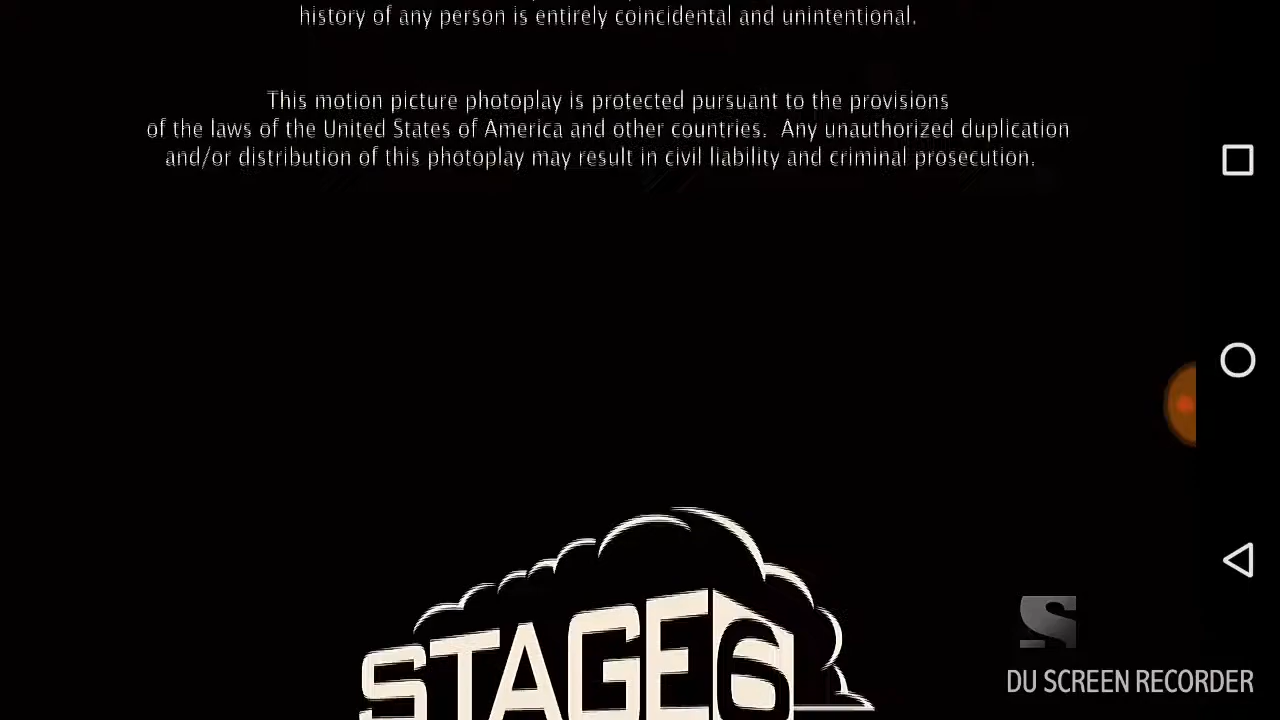 history of any person is entirely coincidental and unintentional.
This motion picture photoplay is protected pursuant to the provisions
of the laws of the United States of America and other countries.  Any unauthorized duplication
and/or distribution of this photoplay may result in civil liability and criminal prosecution.
STAGE 6
S
DU SCREEN RECORDER